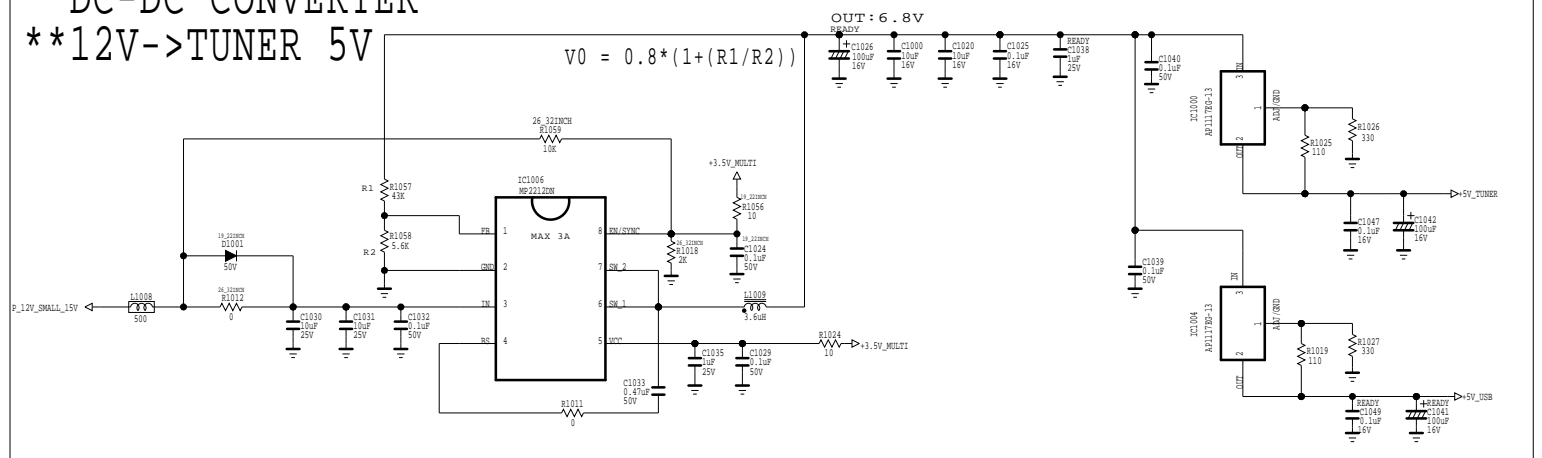 DC-DC CONVERTER
**12V->TUNER 5V
V0 = 0.8*(1+(R1/R2))
OUT:6.8V
READY
C1026
100uF
16V
C1000
10uF
16V
C1020
10uF
16V
C1025
0.1uF
16V
READY
C1038
1uF
25V
C1040
0.1uF
50V
3 IN
IC1000
AP1117EG-13
1
ADJ/GND
2
OUT
R1025
110
R1026
330
+5V_TUNER
C1047
0.1uF
16V
C1042
100uF
16V
26_32INCH
R1059
10K
R1
R1057
43K
R2
R1058
5.6K
IC1006
MP2212DN
MAX 3A
FB
1
GND
2
IN
3
BS
4
8
EN/SYNC
7
SW_2
6
SW_1
5
VCC
+3.5V_MULTI
19_22INCH
R1056
10
26_32INCH
R1018
2K
19_22INCH
C1024
0.1uF
50V
19_22INCH
D1001
50V
P_12V_SMALL_15V
L1008
500
26_32INCH
R1012
0
C1030
10uF
25V
C1031
10uF
25V
C1032
0.1uF
50V
L1009
3.6uH
C1035
1uF
25V
C1029
0.1uF
50V
R1024
10
+3.5V_MULTI
C1033
0.47uF
50V
R1011
0
C1039
0.1uF
50V
IN
3
IC1004
AP1117EG-13
1
ADJ/GND
2
OUT
R1019
110
R1027
330
+5V_USB
READY
C1049
0.1uF
16V
READY
C1041
100uF
16V